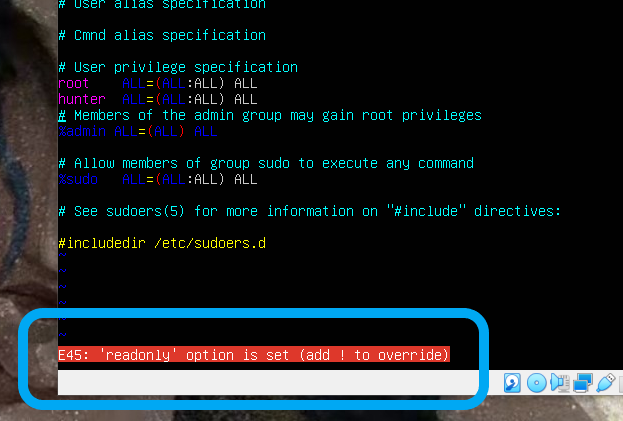 # User alias specification
# Cmnd alias specification
# User privilege specification
root ALL=(ALL:ALL) ALL
hunter ALL=(ALL:ALL) ALL
# Members of the admin group may gain root privileges
%admin ALL=(ALL) ALL
# Allow members of group sudo to execute any command
%sudo ALL=(ALL:ALL) ALL
# See sudoers(5) for more information on "#include" directives:
#includedir /etc/sudoers.d
~
~
~
~
~
~
E45: 'readonly' option is set (add ! to override)